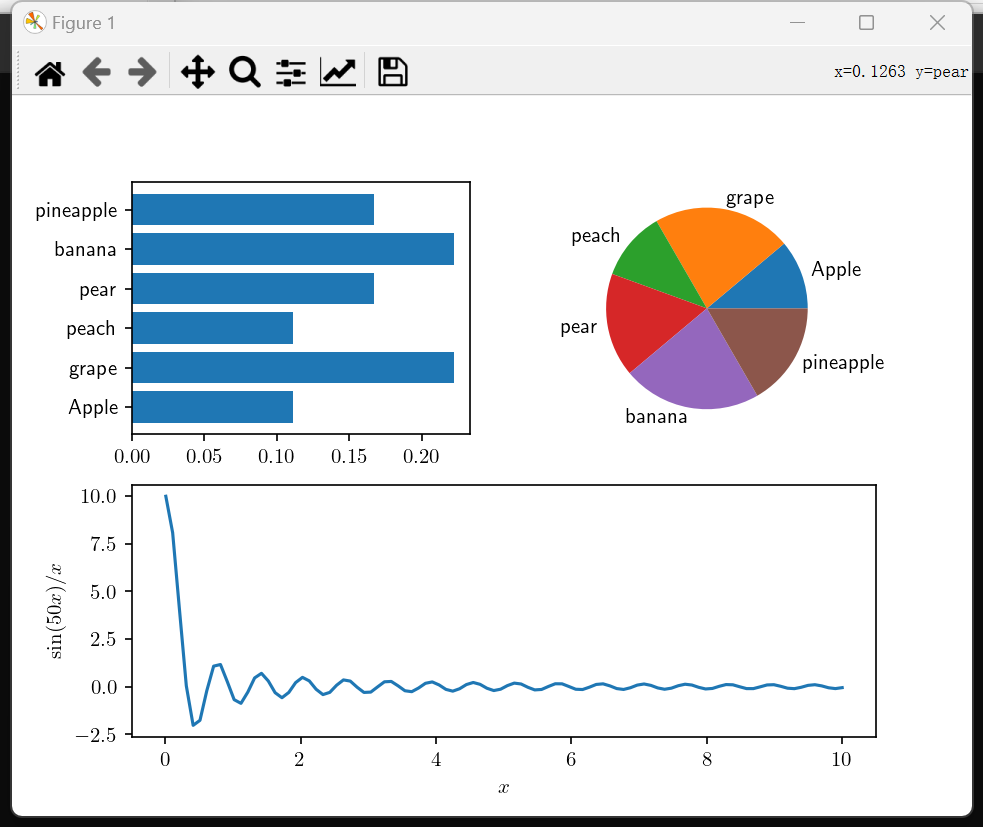 Figure 1
x=0.1263 y=pear
pineapple
banana
pear
peach
grape
Apple
0.00 0.05 0.10 0.15 0.20
grape
peach
Apple
pear
pineapple
banana
10.0
7.5
5.0
2.5
0.0
−2.5
sin(50x)/x
0 2 4 6 8 10
x